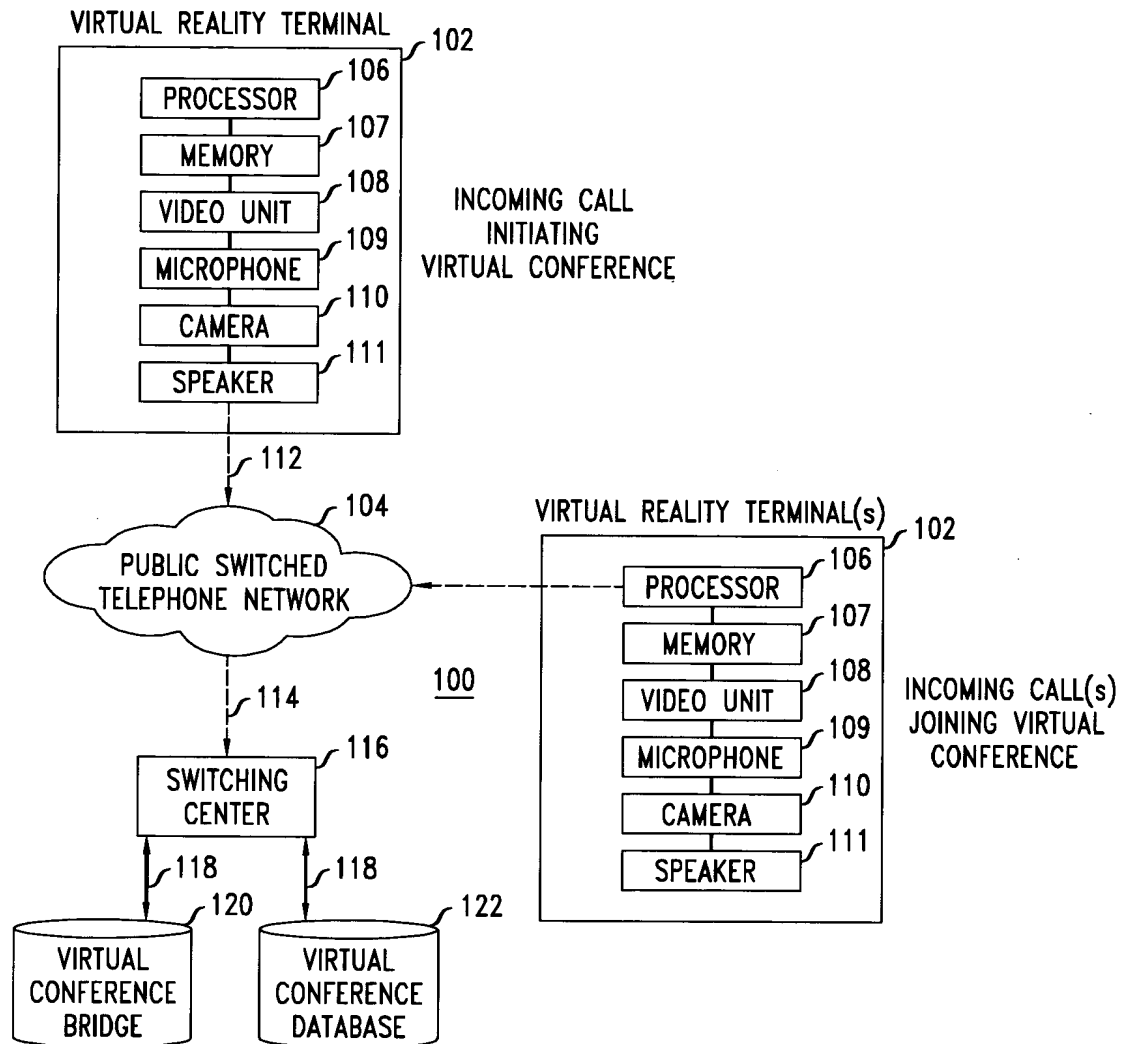 VIRTUAL REALITY TERMINAL
102
106
PROCESSOR
107
MEMORY
108
VIDEO UNIT
109
MICROPHONE
110
CAMERA
111
SPEAKER
INCOMING CALL
INITIATING
VIRTUAL CONFERENCE
112
104
PUBLIC SWITCHED
TELEPHONE NETWORK
VIRTUAL REALITY TERMINAL(s)
102
106
PROCESSOR
107
MEMORY
108
VIDEO UNIT
109
MICROPHONE
110
CAMERA
111
SPEAKER
INCOMING CALL(s)
JOINING VIRTUAL
CONFERENCE
100
114
116
SWITCHING
CENTER
118
118
120
VIRTUAL
CONFERENCE
BRIDGE
122
VIRTUAL
CONFERENCE
DATABASE